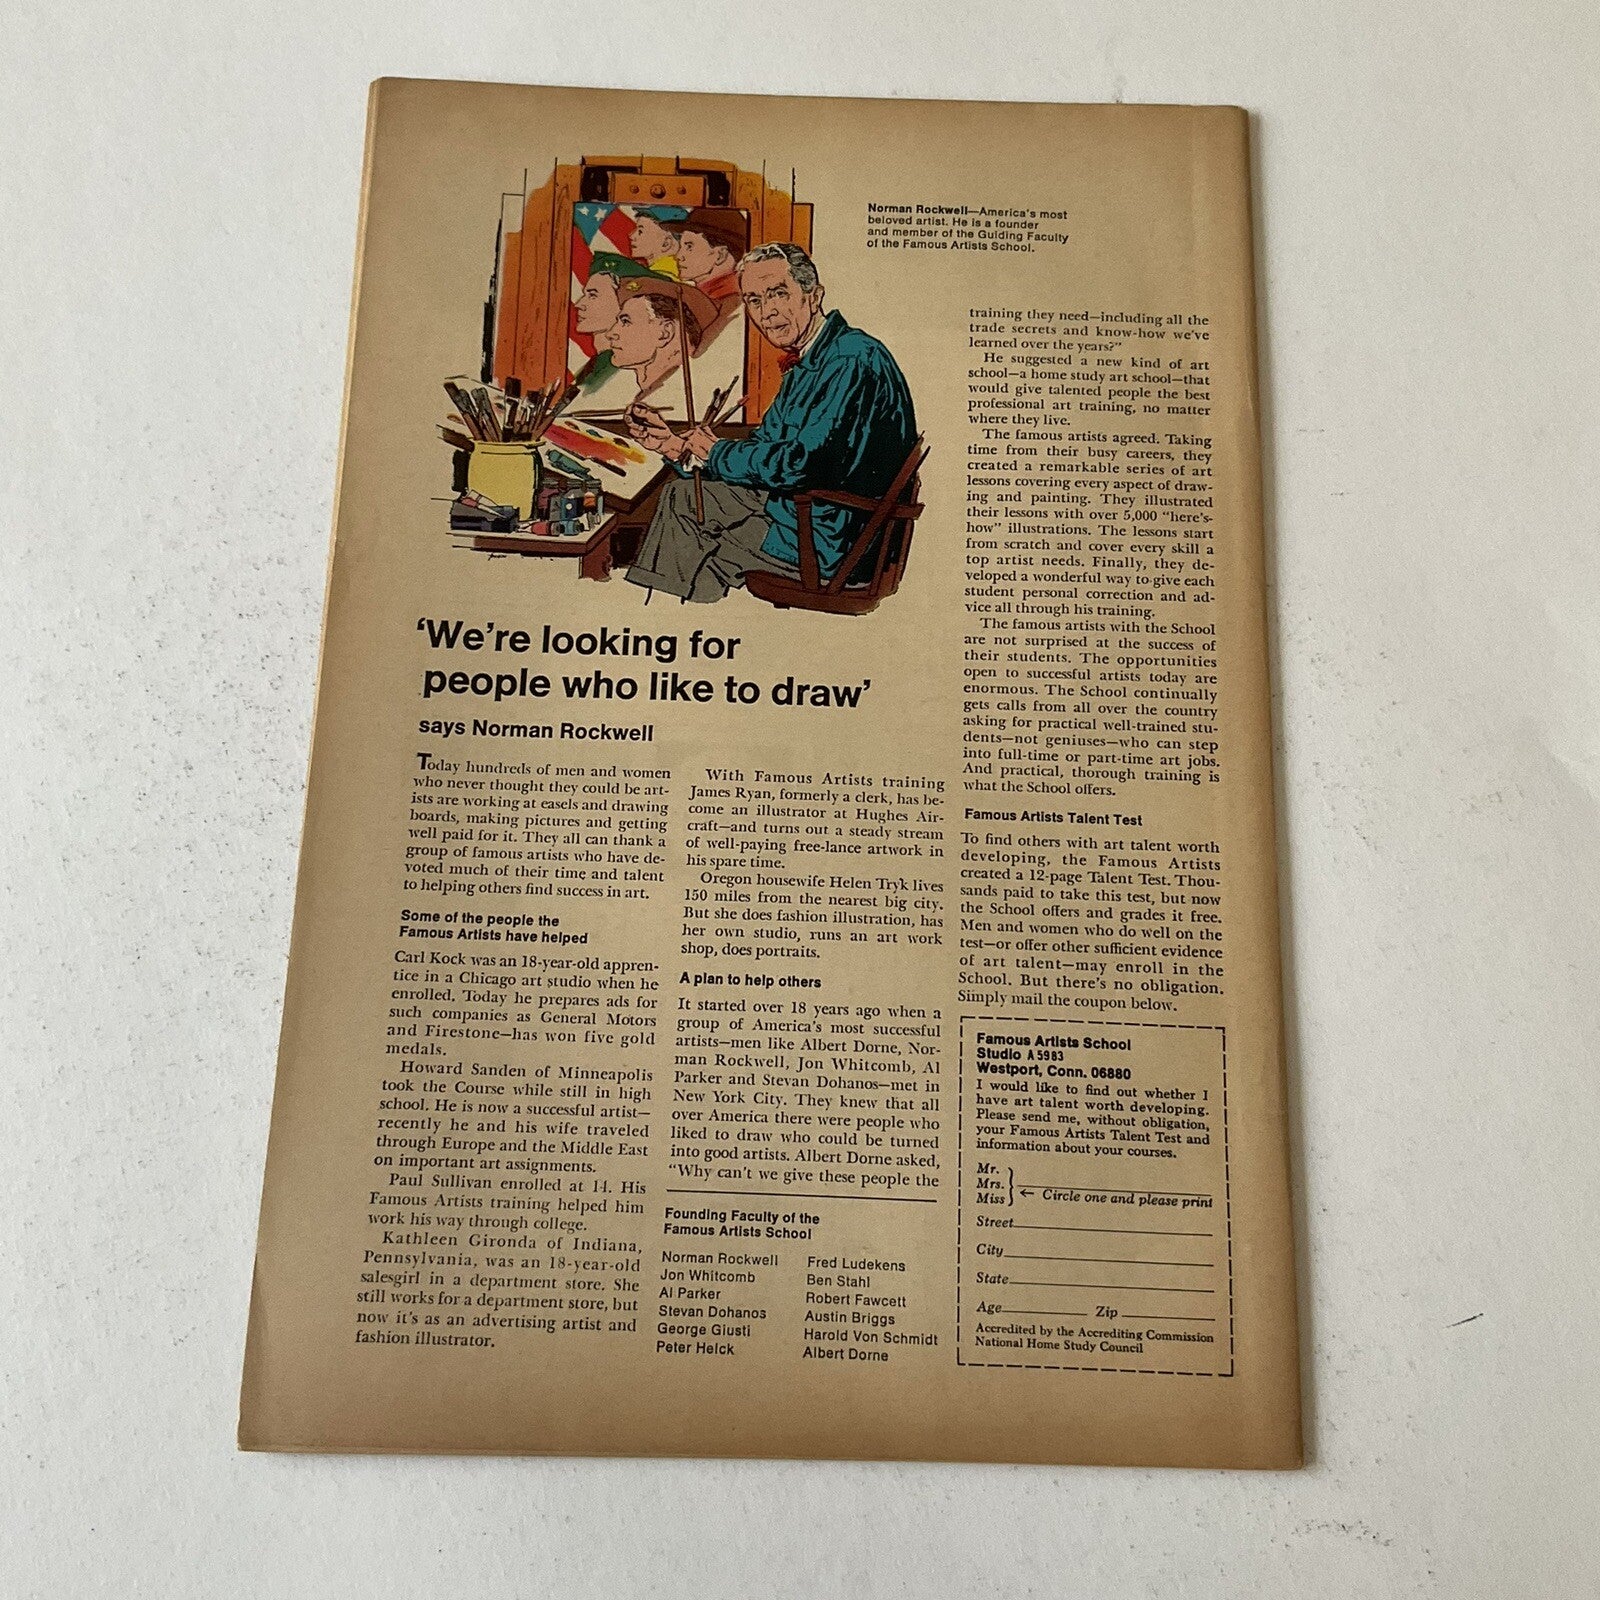 Norman Rockwell—America's most
beloved artist. He is a founder
and member of the Guiding Faculty
of the Famous Artists School.
‘We're looking for
people who like to draw’
says Norman Rockwell
Today hundreds of men and women
who never thought they could be art-
ists are working at easels and drawing
boards, making pictures and getting
well paid for it. They all can thank a
group of famous artists who have de-
voted much of their time and talent
to helping others find success in art.
Some of the people the
Famous Artists have helped
Carl Kock was an 18-year-old appren-
tice in a Chicago art studio when he
enrolled. Today he prepares ads for
such companies as General Motors
and Firestone—has won five gold
medals.
Howard Sanden of Minneapolis
took the Course while still in high
school. He is now a successful artist—
recently he and his wife traveled
through Europe and the Middle East
on important art assignments.
Paul Sullivan enrolled at 14. His
Famous Artists training helped him
work his way through college.
Kathleen Gironda of Indiana,
Pennsylvania, was an 18-year-old
salesgirl in a department store. She
still works for a department store, but
now it's as an advertising artist and
fashion illustrator.
With Famous Artists training
James Ryan, formerly a clerk, has be-
come an illustrator at Hughes Air-
craft—and turns out a steady stream
of well-paying free-lance artwork in
his spare time.
Oregon housewife Helen Tryk lives
150 miles from the nearest big city.
But she does fashion illustration, has
her own studio, runs an art work
shop, does portraits.
A plan to help others
It started over 18 years ago when a
group of America's most successful
artists—men like Albert Dorne, Nor-
man Rockwell, Jon Whitcomb, Al
Parker and Stevan Dohanos—met in
New York City. They knew that all
over America there were people who
liked to draw who could be turned
into good artists. Albert Dorne asked,
“Why can't we give these people the
Founding Faculty of the
Famous Artists School
Norman Rockwell
Jon Whitcomb
Al Parker
Stevan Dohanos
George Giusti
Peter Helck
Fred Ludekens
Ben Stahl
Robert Fawcett
Austin Briggs
Harold Von Schmidt
Albert Dorne
training they need—including all the
trade secrets and know-how we've
learned over the years?”
He suggested a new kind of art
school—a home study art school—that
would give talented people the best
professional art training, no matter
where they live.
The famous artists agreed. Taking
time from their busy careers, they
created a remarkable series of art
lessons covering every aspect of draw-
ing and painting. They illustrated
their lessons with over 5,000 “here's-
how” illustrations. The lessons start
from scratch and cover every skill a
top artist needs. Finally, they de-
veloped a wonderful way to give each
student personal correction and ad-
vice all through his training.
The famous artists with the School
are not surprised at the success of
their students. The opportunities
open to successful artists today are
enormous. The School continually
gets calls from all over the country
asking for practical well-trained stu-
dents—not geniuses—who can step
into full-time or part-time art jobs.
And practical, thorough training is
what the School offers.
Famous Artists Talent Test
To find others with art talent worth
developing, the Famous Artists
created a 12-page Talent Test. Thou-
sands paid to take this test, but now
the School offers and grades it free.
Men and women who do well on the
test—or offer other sufficient evidence
of art talent—may enroll in the
School. But there's no obligation.
Simply mail the coupon below.
Famous Artists School
Studio A 5983
Westport, Conn. 06880
I would like to find out whether I
have art talent worth developing.
Please send me, without obligation,
your Famous Artists Talent Test and
information about your courses.
Mr.
Mrs.
Miss
← Circle one and please print
Street
City
State
Age Zip
Accredited by the Accrediting Commission
National Home Study Council